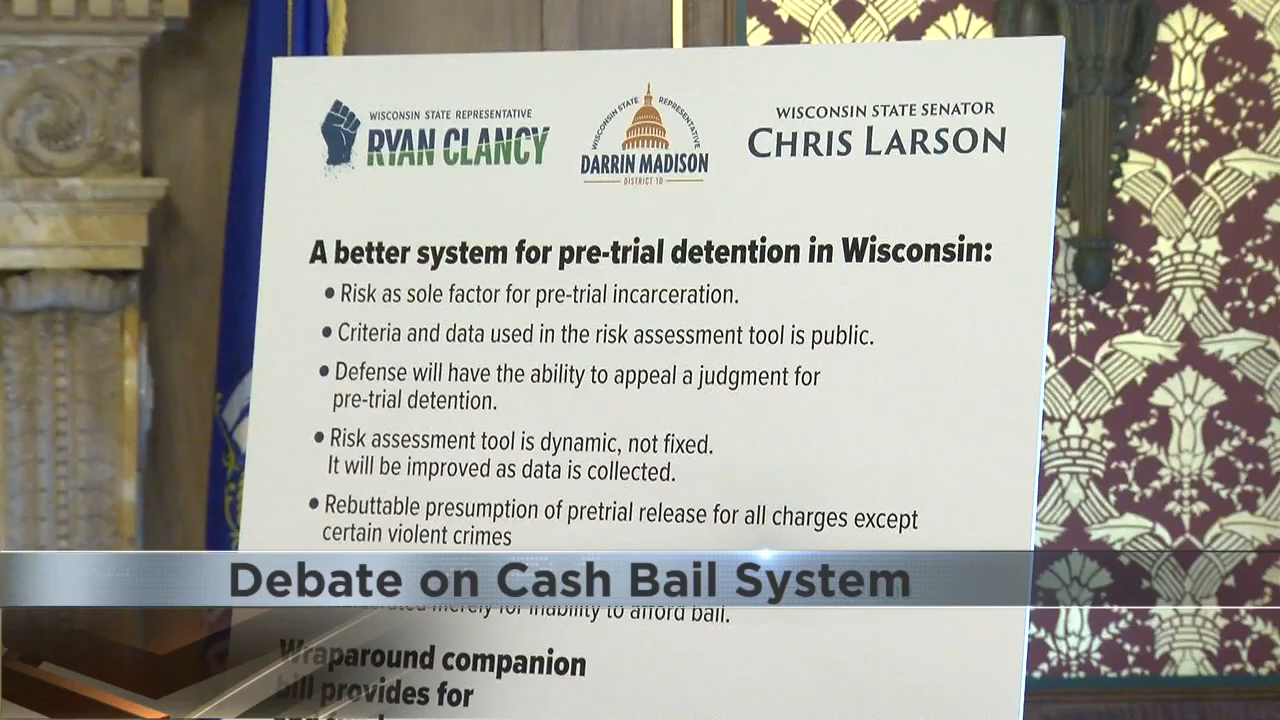 WISCONSIN STATE REPRESENTATIVE
RYAN CLANCY
WISCONSIN STATE REPRESENTATIVE
DARRIN MADISON
DISTRICT 10
WISCONSIN STATE SENATOR
CHRIS LARSON
A better system for pre-trial detention in Wisconsin:
• Risk as sole factor for pre-trial incarceration.
• Criteria and data used in the risk assessment tool is public.
• Defense will have the ability to appeal a judgment for
pre-trial detention.
• Risk assessment tool is dynamic, not fixed.
It will be improved as data is collected.
• Rebuttable presumption of pretrial release for all charges except
certain violent crimes
Debate on Cash Bail System
merely for inability to afford bail.
Wraparound companion
bill provides for